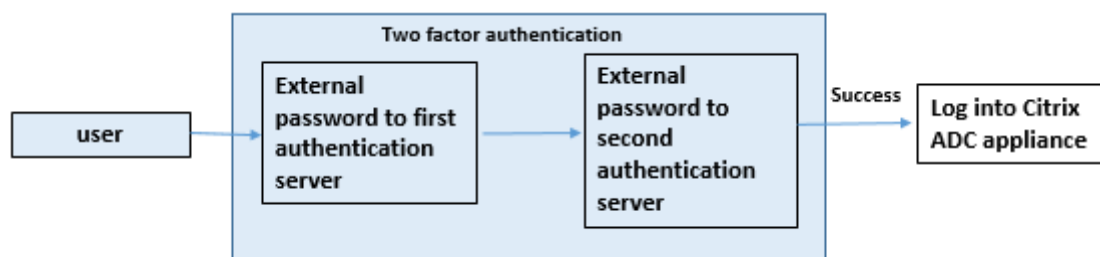 Two factor authentication
user
External
password to first
authentication
server
External
password to
second
authentication
server
Success
Log into Citrix
ADC appliance